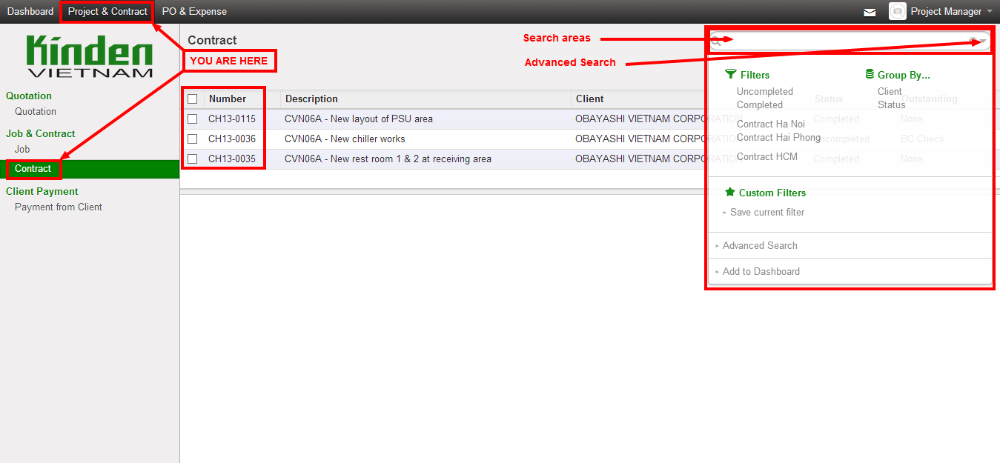 Dashboard Project & Contract PO & Expense Project Manager
Kinden
VIETNAM
YOU ARE HERE
Quotation
Quotation
Job & Contract
Job
Contract
Client Payment
Payment from Client
Contract
Search areas
Advanced Search
Number Description Client Status Outstanding
CH13-0115 CVN06A - New layout of PSU area OBAYASHI VIETNAM CORPORATION Completed None
CH13-0036 CVN06A - New chiller works OBAYASHI VIETNAM CORPORATION Uncompleted BC Check
CH13-0035 CVN06A - New rest room 1 & 2 at receiving area OBAYASHI VIETNAM CORPORATION Completed None
Filters
Uncompleted
Completed
Contract Ha Noi
Contract Hai Phong
Contract HCM
Group By...
Client
Status
Custom Filters
Save current filter
Advanced Search
Add to Dashboard